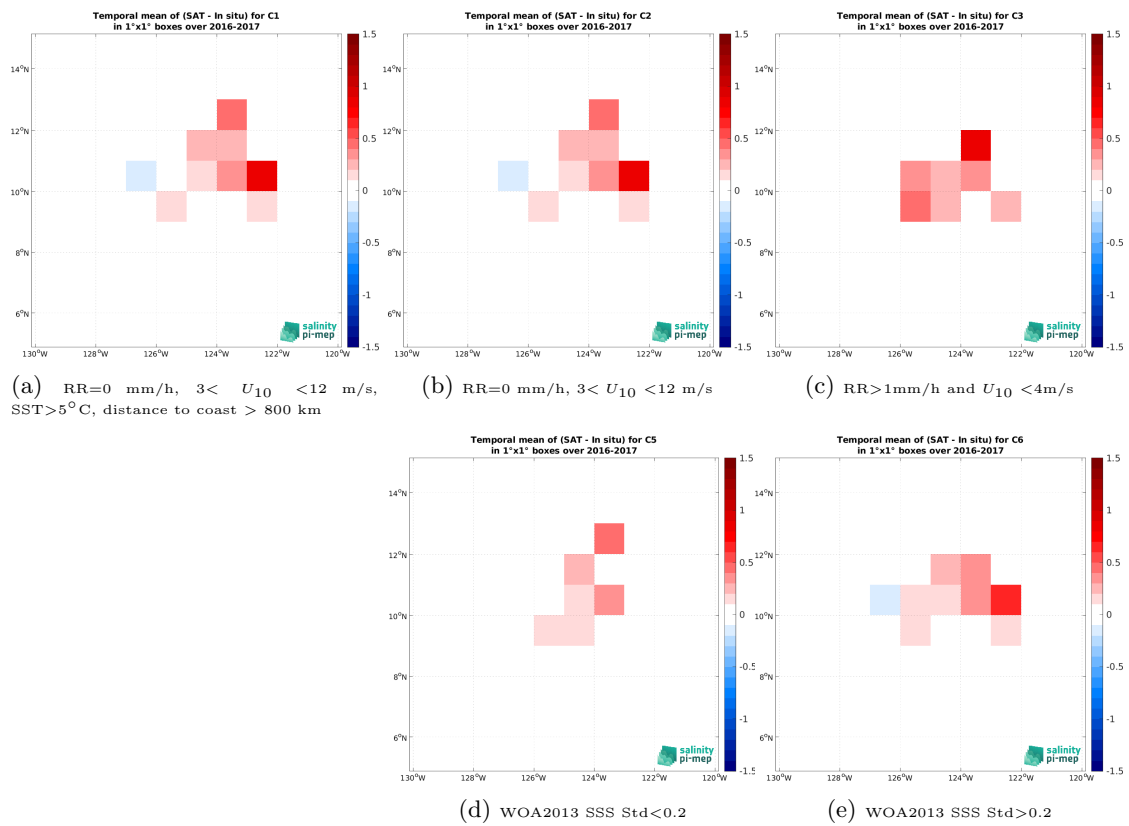 Temporal mean of (SAT - In situ) for C1
in 1°x1° boxes over 2016-2017
14°N
12°N
10°N
8°N
6°N
130°W 128°W 126°W 124°W 122°W 120°W
1.5
1
0.5
0
-0.5
-1
-1.5
salinity
pi-mep
(a) RR=0 mm/h, 3< U10 <12 m/s,
SST>5°C, distance to coast > 800 km
Temporal mean of (SAT - In situ) for C2
in 1°x1° boxes over 2016-2017
14°N
12°N
10°N
8°N
6°N
130°W 128°W 126°W 124°W 122°W 120°W
1.5
1
0.5
0
-0.5
-1
-1.5
salinity
pi-mep
(b) RR=0 mm/h, 3< U10 <12 m/s
Temporal mean of (SAT - In situ) for C3
in 1°x1° boxes over 2016-2017
14°N
12°N
10°N
8°N
6°N
130°W 128°W 126°W 124°W 122°W 120°W
1.5
1
0.5
0
-0.5
-1
-1.5
salinity
pi-mep
(c) RR>1mm/h and U10 <4m/s
Temporal mean of (SAT - In situ) for C5
in 1°x1° boxes over 2016-2017
14°N
12°N
10°N
8°N
6°N
130°W 128°W 126°W 124°W 122°W 120°W
1.5
1
0.5
0
-0.5
-1
-1.5
salinity
pi-mep
(d) WOA2013 SSS Std<0.2
Temporal mean of (SAT - In situ) for C6
in 1°x1° boxes over 2016-2017
14°N
12°N
10°N
8°N
6°N
130°W 128°W 126°W 124°W 122°W 120°W
1.5
1
0.5
0
-0.5
-1
-1.5
salinity
pi-mep
(e) WOA2013 SSS Std>0.2